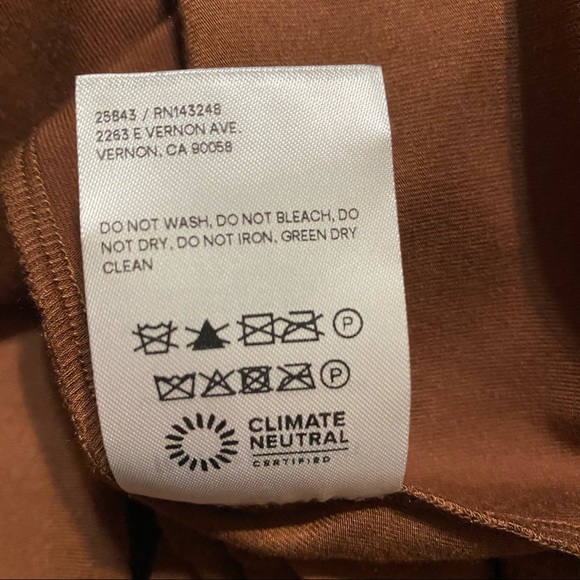 25843 / RN143248
2263 E VERNON AVE.
VERNON, CA 90058
DO NOT WASH, DO NOT BLEACH, DO
NOT DRY, DO NOT IRON, GREEN DRY
CLEAN
P
P
CLIMATE
NEUTRAL
CERTIFIED